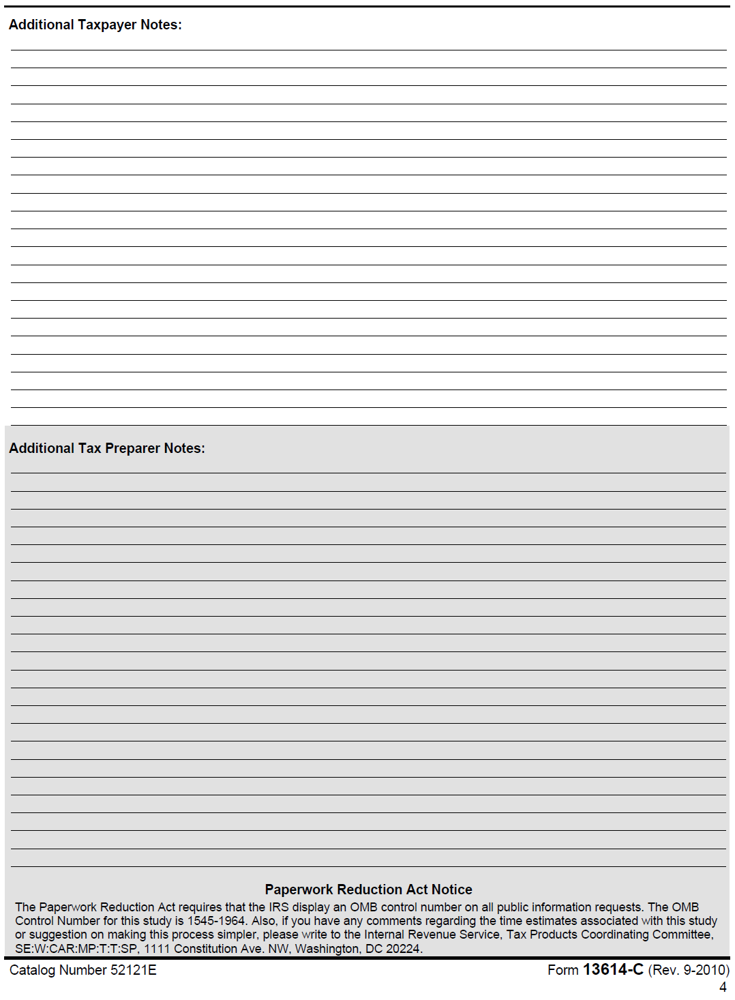 Additional Taxpayer Notes:
Additional Tax Preparer Notes:
Paperwork Reduction Act Notice
The Paperwork Reduction Act requires that the IRS display an OMB control number on all public information requests. The OMB
Control Number for this study is 1545-1964. Also, if you have any comments regarding the time estimates associated with this study
or suggestion on making this process simpler, please write to the Internal Revenue Service, Tax Products Coordinating Committee,
SE:W:CAR:MP:T:T:SP, 1111 Constitution Ave. NW, Washington, DC 20224.
Catalog Number 52121E Form 13614-C (Rev. 9-2010)
4